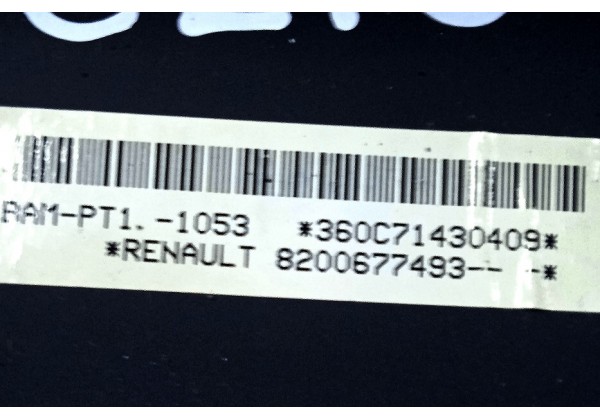 RAM-PT1.-1053 *360C71430409*
*RENAULT 8200677493-- -*